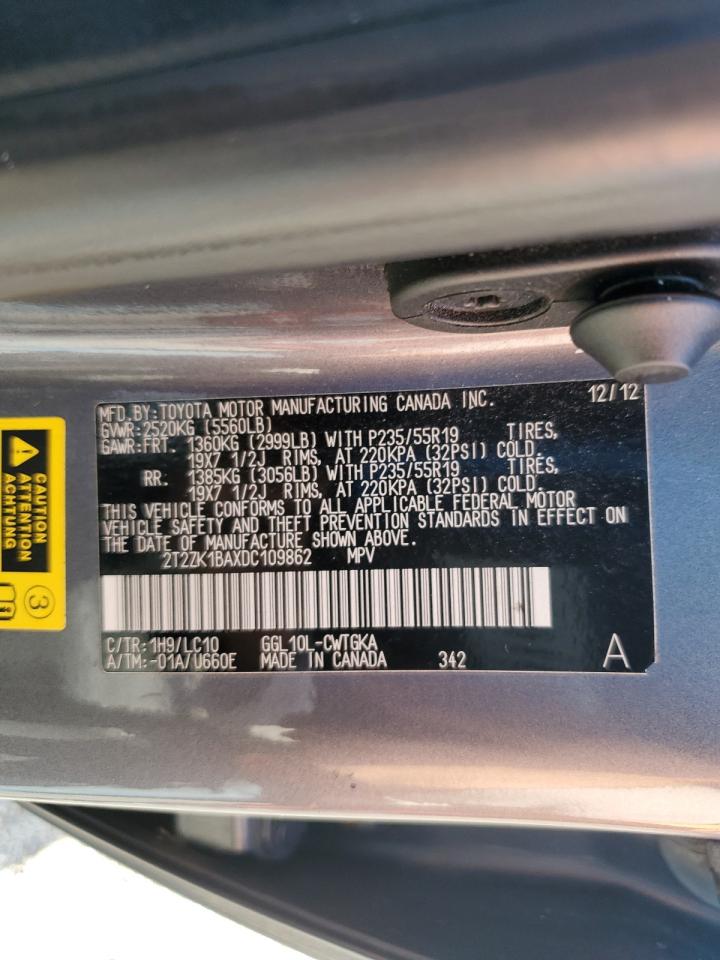 MFD.BY:TOYOTA MOTOR MANUFACTURING CANADA INC. 12/12
GVWR:2520KG (5560LB)
GAWR:FRT. 1360KG (2999LB) WITH P235/55R19 TIRES,
19X7 1/2J RIMS, AT 220KPA (32PSI) COLD.
RR: 1385KG (3056LB) WITH P235/55R19 TIRES,
19X7 1/2J RIMS, AT 220KPA (32PSI) COLD.
THIS VEHICLE CONFORMS TO ALL APPLICABLE FEDERAL MOTOR
VEHICLE SAFETY AND THEFT PREVENTION STANDARDS IN EFFECT ON
THE DATE OF MANUFACTURE SHOWN ABOVE.
2T2ZK1BAXDC109862 MPV
C/TR:1H9/LC10 GGL10L-CWTGKA
A/TM:-01A/U660E MADE IN CANADA 342 A
CAUTION
ATTENTION
ACHTUNG
3